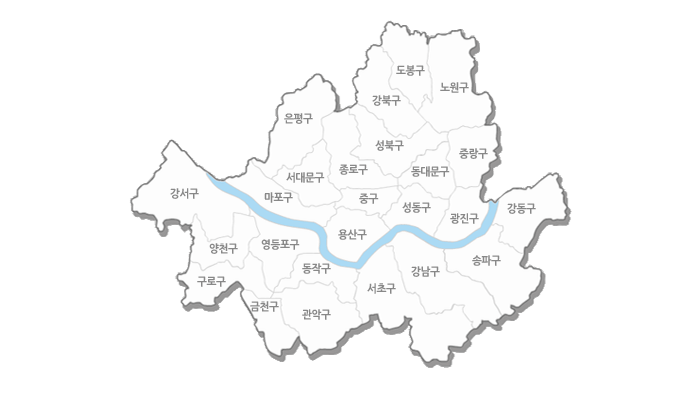 도봉구
노원구
강북구
은평구
성북구
중랑구
종로구
동대문구
서대문구
강서구
마포구
중구
성동구
강동구
광진구
용산구
양천구
영등포구
송파구
동작구
강남구
구로구
서초구
금천구
관악구